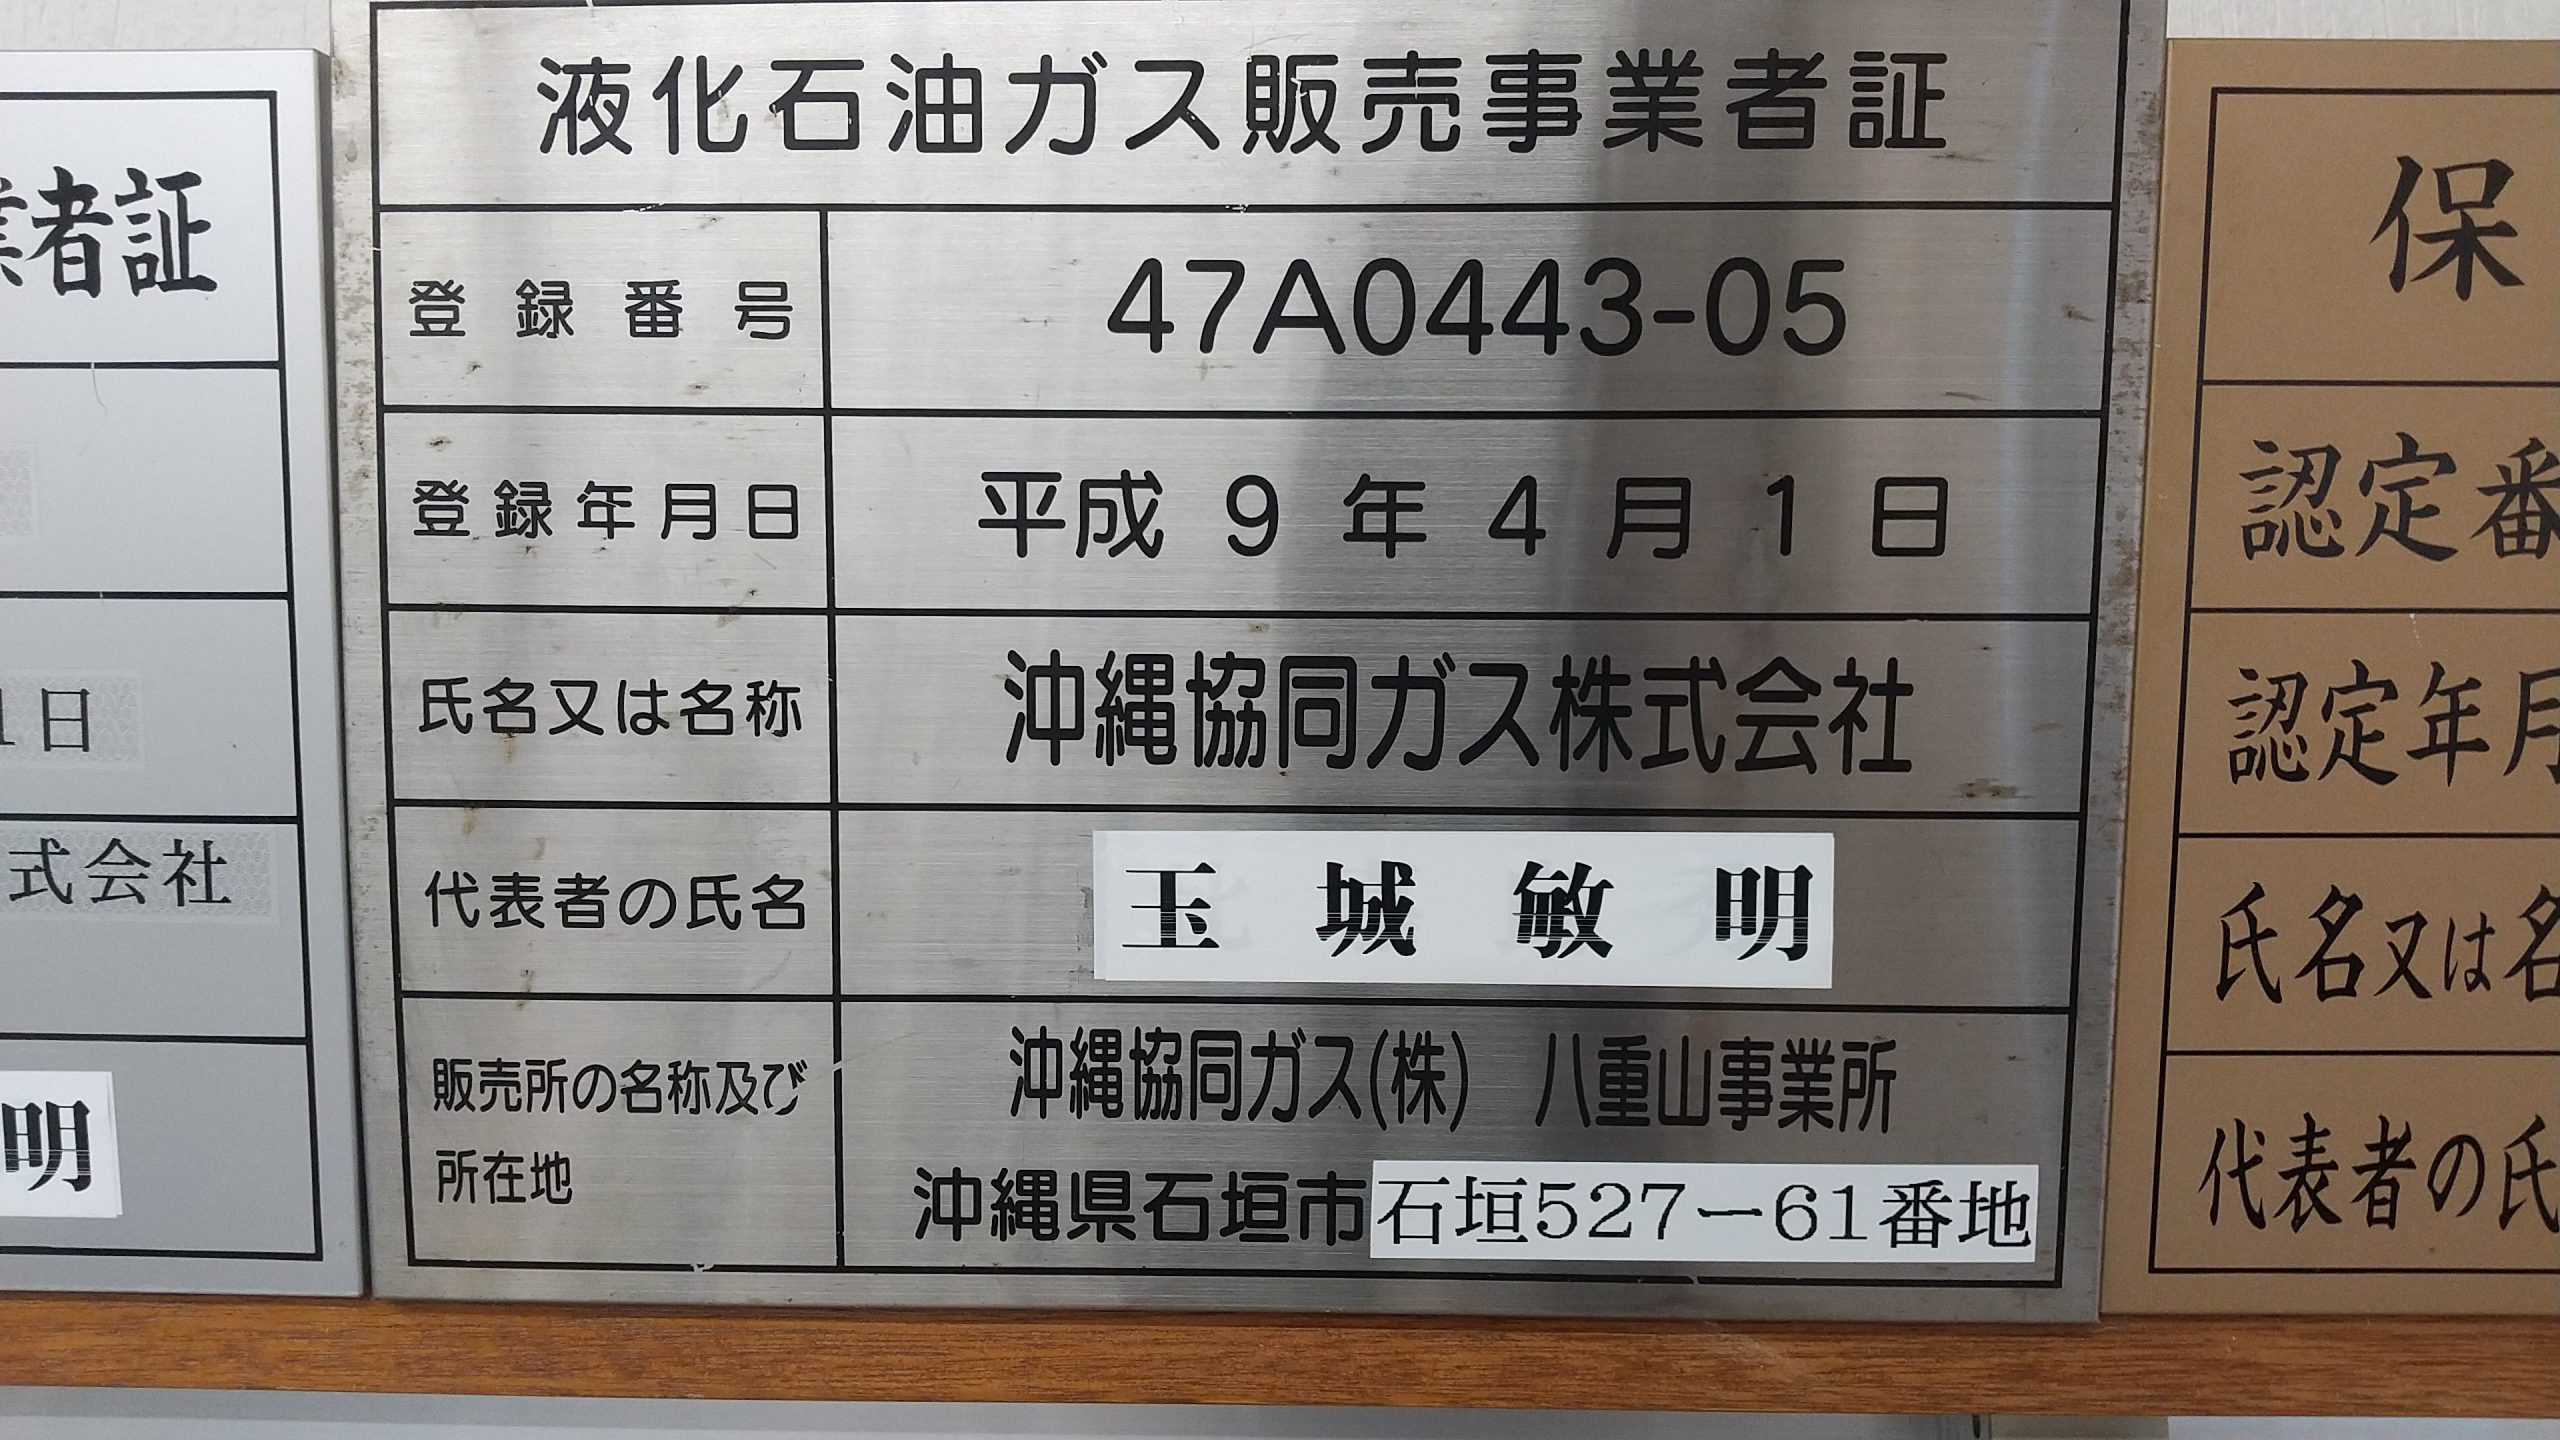 業者証
1日
式会社
明
液化石油ガス販売事業者証
登録番号 47A0443-05
登録年月日 平成 9 年 4 月 1 日
氏名又は名称 沖縄協同ガス株式会社
代表者の氏名 玉城敏明
販売所の名称及び
所在地
沖縄協同ガス(株) 八重山事業所
沖縄県石垣市石垣527ー61番地
保
認定番
認定年月
氏名又は名
代表者の氏